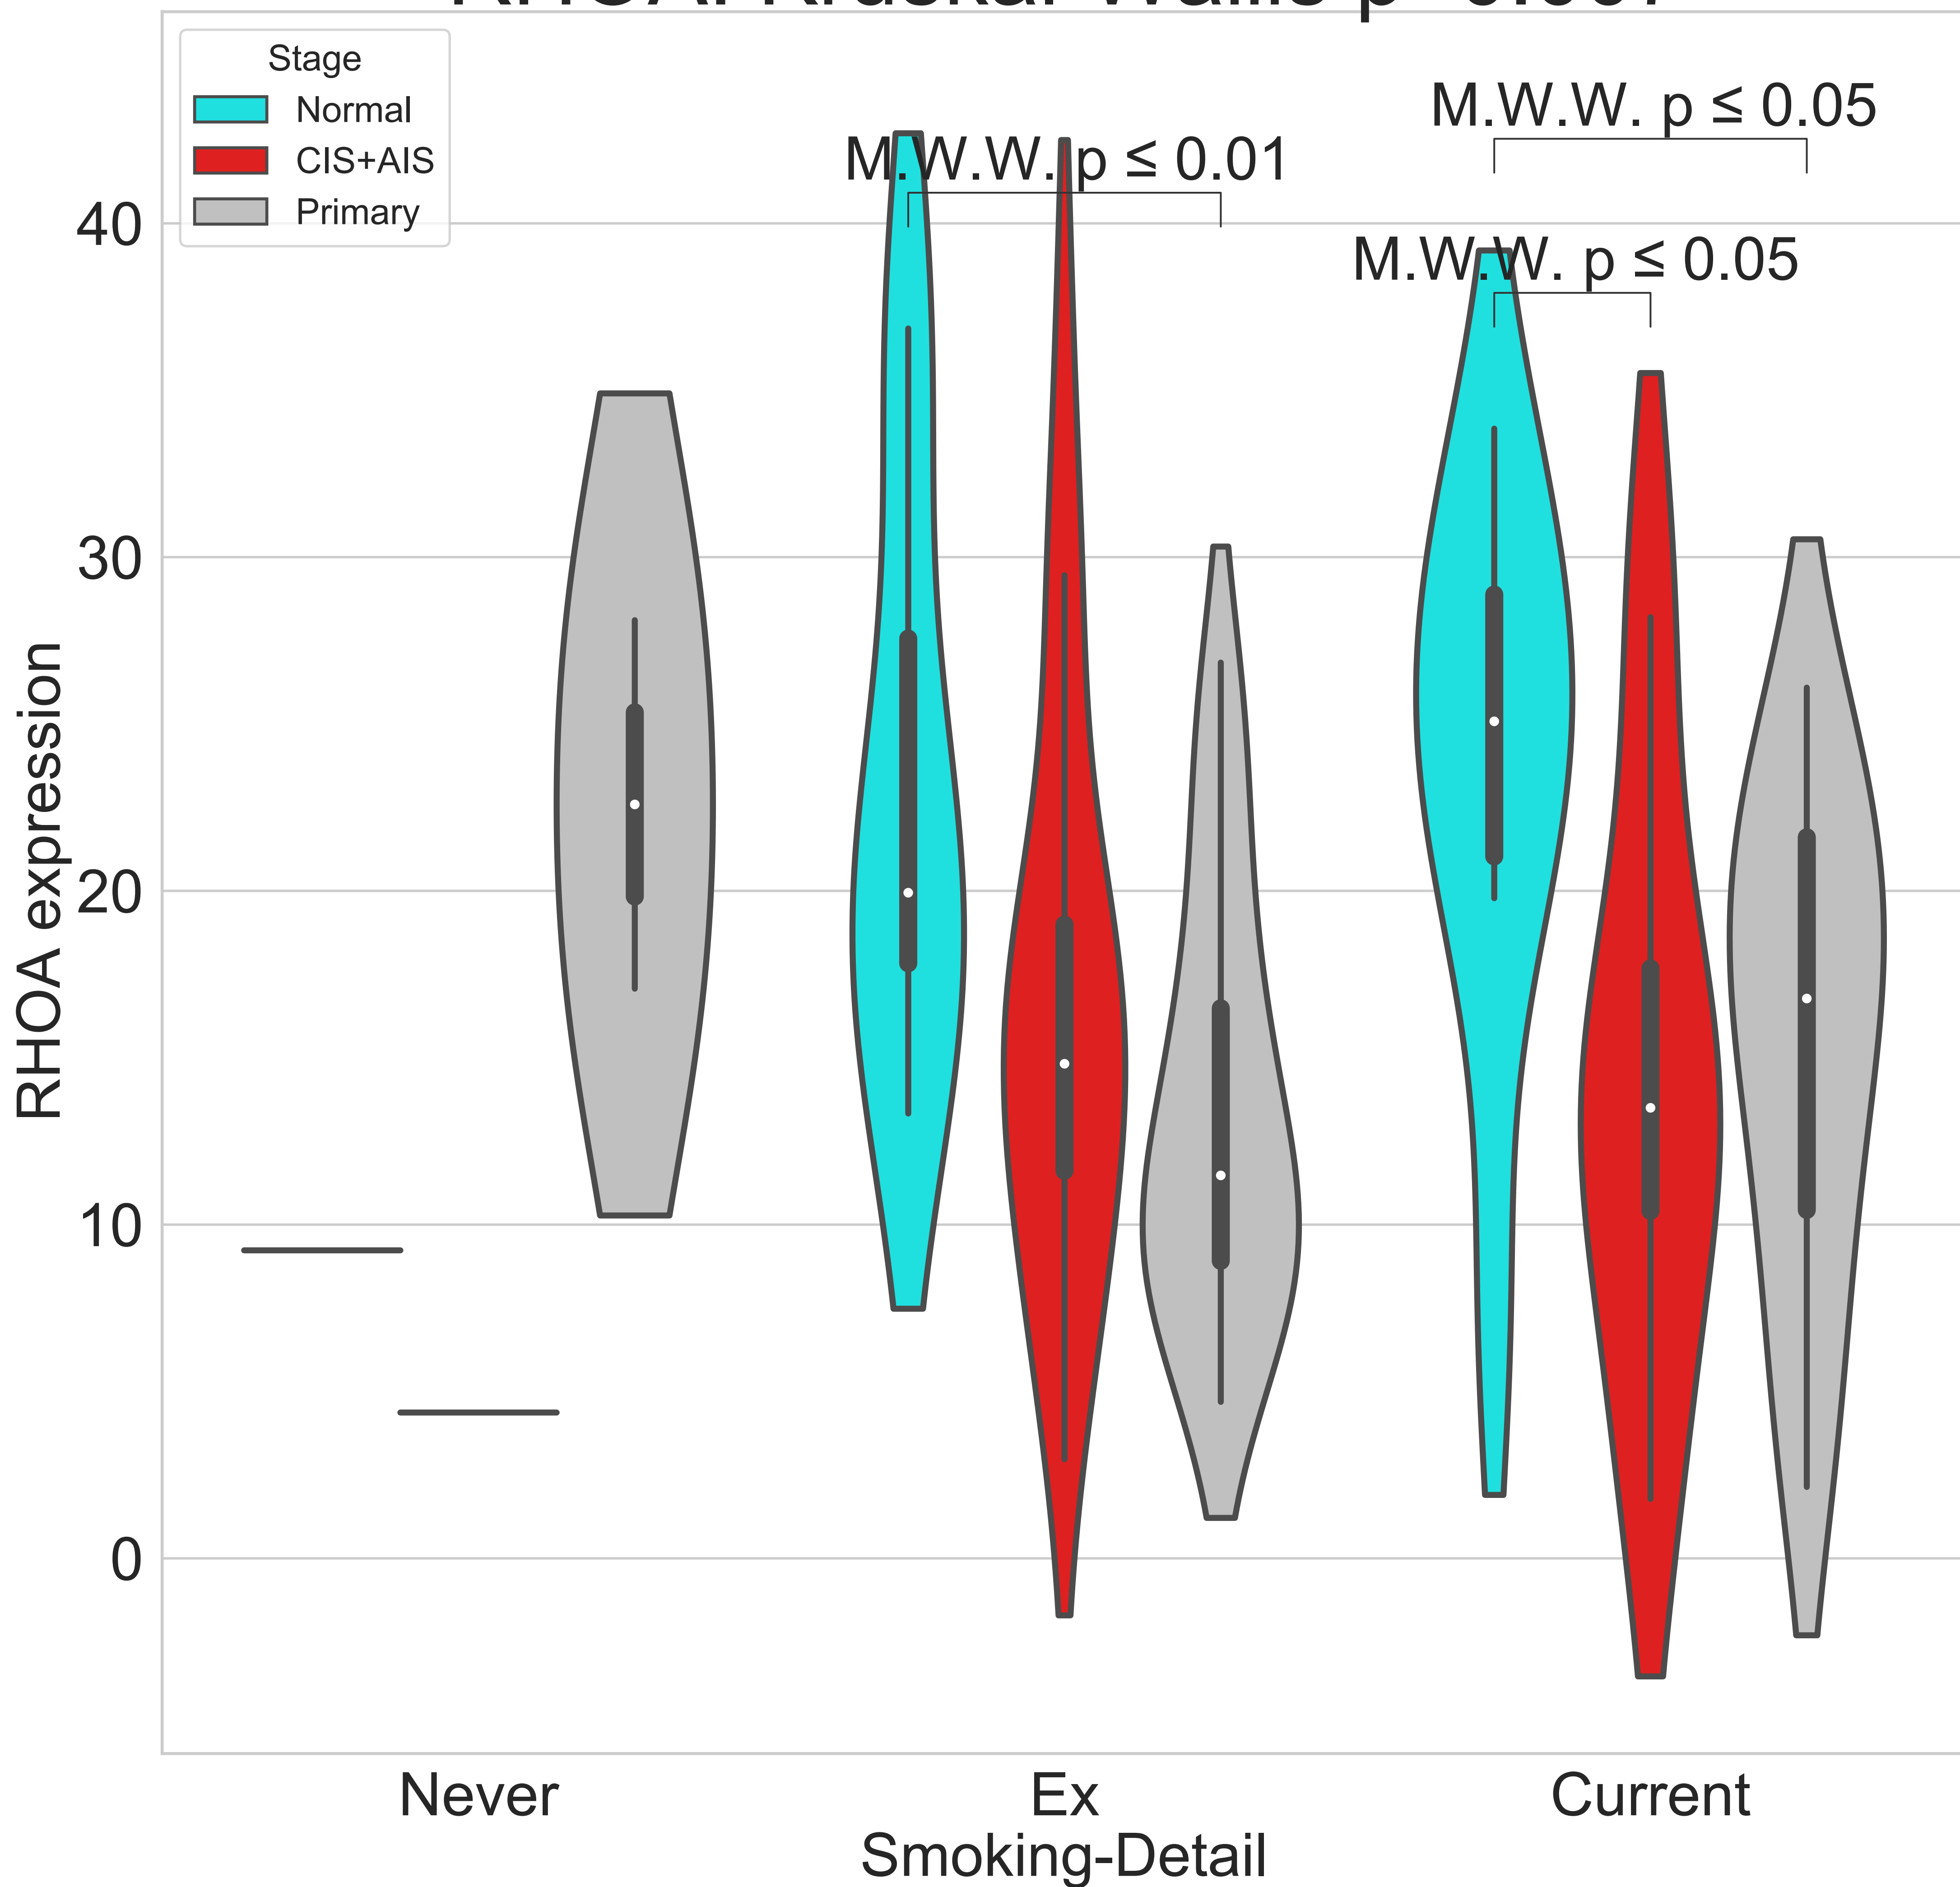 Stage
Normal
CIS+AIS
Primary
M.W.W. p ≤ 0.05
M.W.W. p ≤ 0.01
M.W.W. p ≤ 0.05
40
30
20
10
0
RHOA expression
Never
Ex
Current
Smoking-Detail